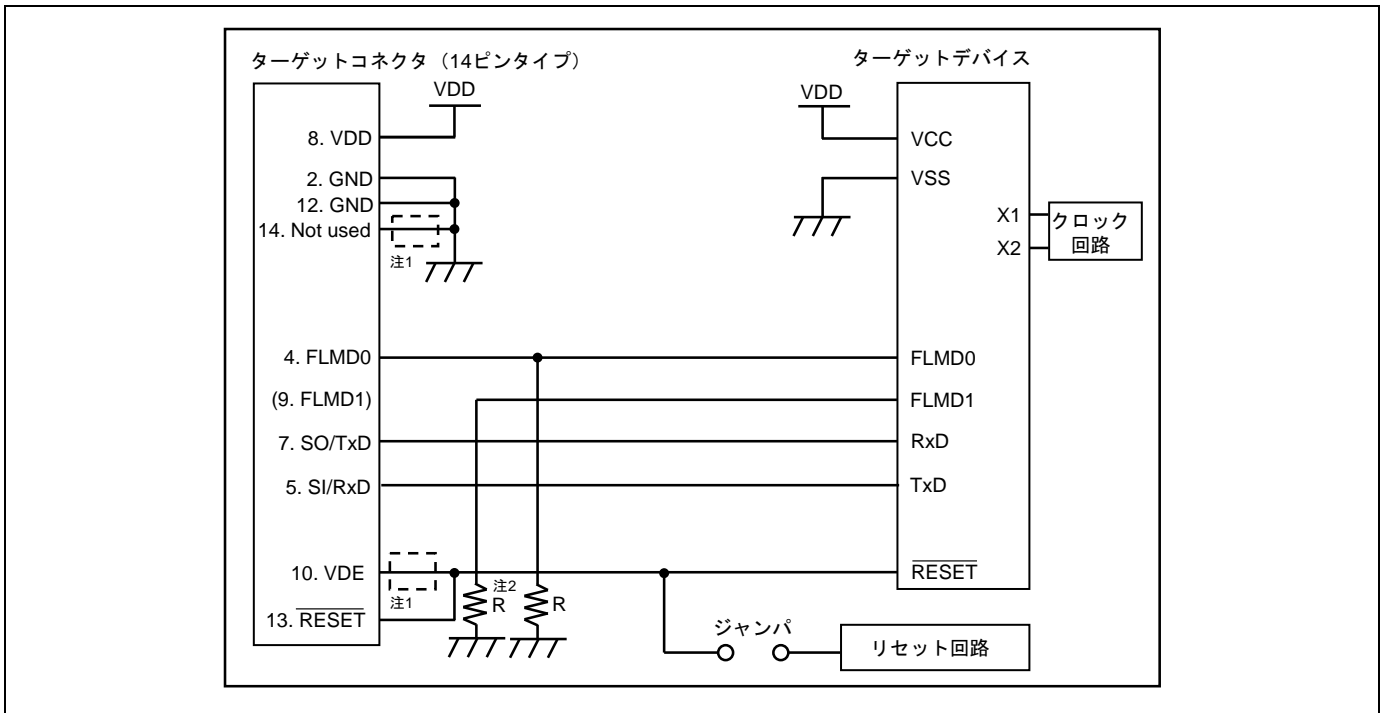 ターゲットコネクタ（14ピンタイプ）
ターゲットデバイス
VDD
VDD
8. VDD
VCC
2. GND
VSS
12. GND
14. Not used
注1
X1
X2
クロック
回路
4. FLMD0
FLMD0
(9. FLMD1)
FLMD1
7. SO/TxD
RxD
5. SI/RxD
TxD
10. VDE
注1
注2
R
R
RESET
13. RESET
ジャンパ
リセット回路